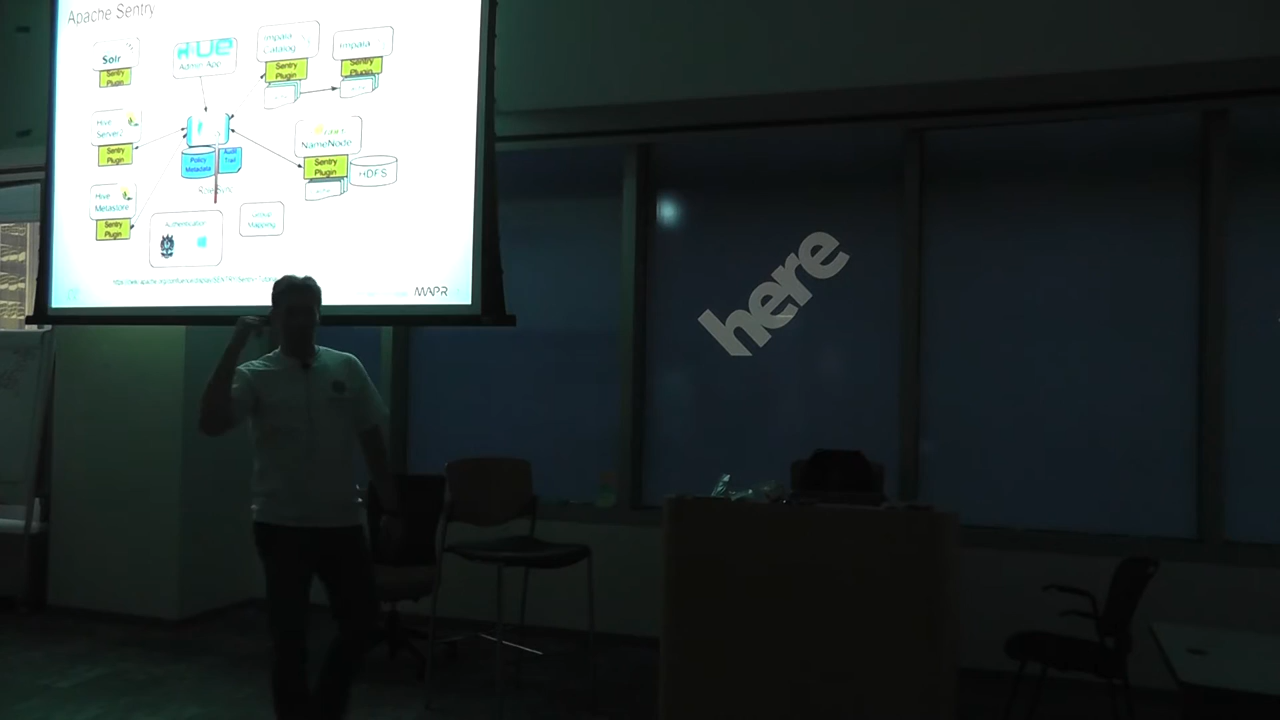 Apache Sentry
Solr
Sentry
Plugin
HUE
Admin App
Impala
Catalog
Sentry
Plugin
Impala
Sentry
Plugin
Hive
Server2
Sentry
Plugin
Policy
Metadata
Audit
Trail
NameNode
Sentry
Plugin
HDFS
Hive
Metastore
Sentry
Plugin
Authentication
Group
Mapping
MAPR
here